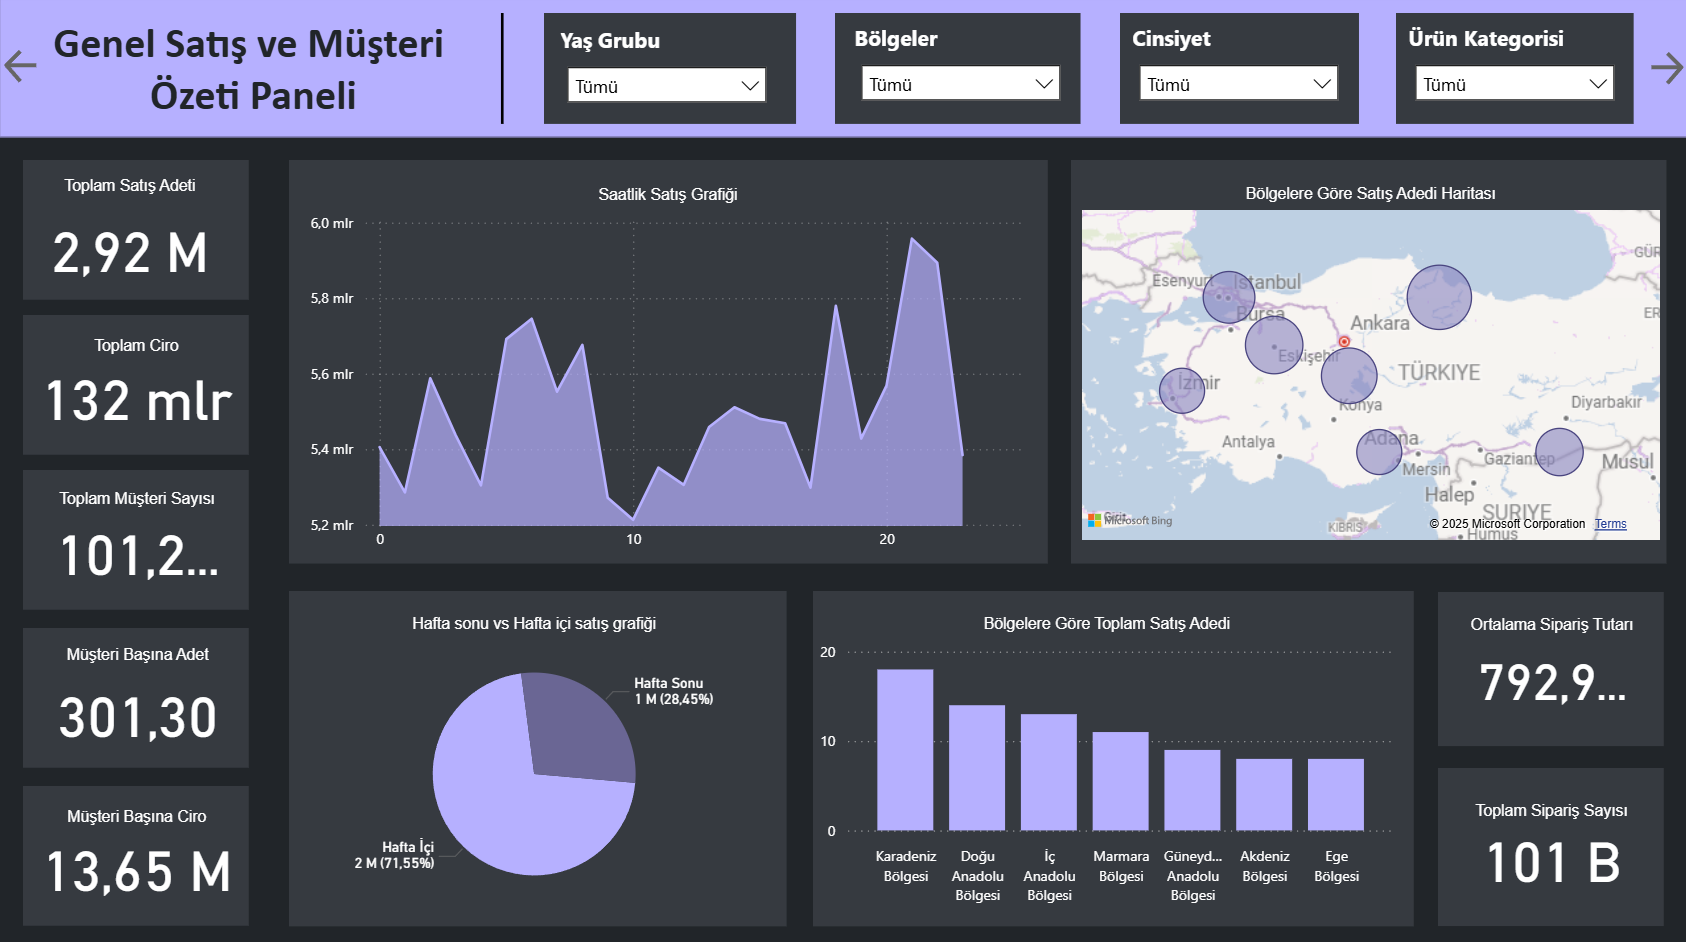 Genel Satış ve Müşteri
Özeti Paneli
Yaş Grubu
Tümü
Bölgeler
Tümü
Cinsiyet
Tümü
Ürün Kategorisi
Tümü
Toplam Satış Adeti
2,92 M
Toplam Ciro
132 mlr
Toplam Müşteri Sayısı
101,2...
Müşteri Başına Adet
301,30
Müşteri Başına Ciro
13,65 M
Saatlik Satış Grafiği
6,0 mlr
5,8 mlr
5,6 mlr
5,4 mlr
5,2 mlr
0 10 20
Bölgelere Göre Satış Adedi Haritası
GÜR
Esenyurt
İstanbul
ER
Bursa
Ankara
Eskişehir
TÜRKIYE
İzmir
Konya
Diyarbakır
Antalya
Adana
Gaziantep
Musul
Mersin
Halep
SURIYE
Girit
Microsoft Bing
KIBRIS
© 2025 Microsoft Corporation Terms
Humus
Hafta sonu vs Hafta içi satış grafiği
Hafta Sonu
1 M (28,45%)
Hafta İçi
2 M (71,55%)
Bölgelere Göre Toplam Satış Adedi
20
10
0
Karadeniz
Bölgesi
Doğu
Anadolu
Bölgesi
İç
Anadolu
Bölgesi
Marmara
Bölgesi
Güneyd...
Anadolu
Bölgesi
Akdeniz
Bölgesi
Ege
Bölgesi
Ortalama Sipariş Tutarı
792,9...
Toplam Sipariş Sayısı
101 B